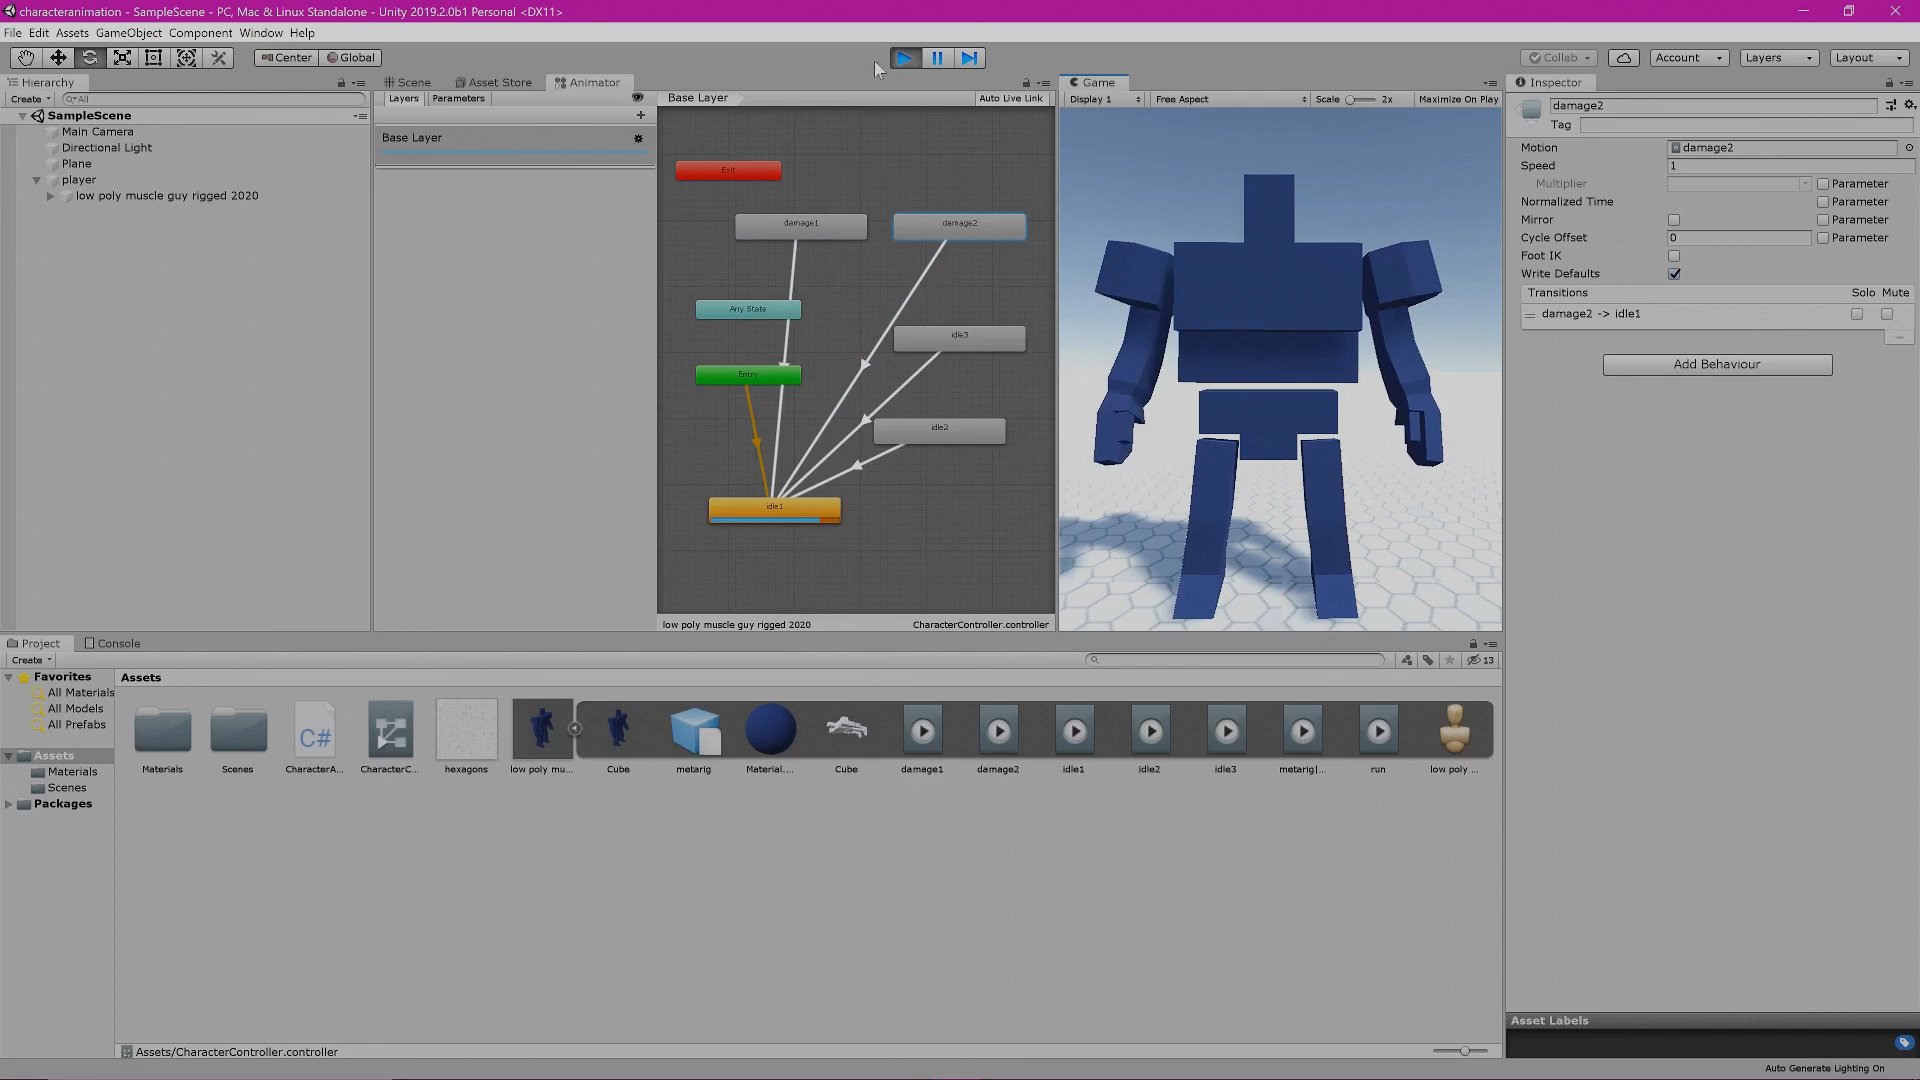 characteranimation - SampleScene - PC, Mac & Linux Standalone - Unity 2019.2.0b1 Personal <DX11>
File Edit Assets GameObject Component Window Help
Center Global
Collab
Account
Layers
Layout
Hierarchy
Create
All
SampleScene
Main Camera
Directional Light
Plane
player
low poly muscle guy rigged 2020
Scene
Asset Store
Animator
Layers
Parameters
Base Layer
Base Layer
Auto Live Link
Exit
damage1
damage2
Any State
idle3
Entry
idle2
idle1
low poly muscle guy rigged 2020
CharacterController.controller
Game
Display 1
Free Aspect
Scale
2x
Maximize On Play
Inspector
damage2
Tag
Motion
damage2
Speed
1
Multiplier
Parameter
Normalized Time
Parameter
Mirror
Parameter
Cycle Offset
0
Parameter
Foot IK
Write Defaults
Transitions
Solo
Mute
damage2 -> idle1
Add Behaviour
Project
Console
Create
13
Favorites
All Materials
All Models
All Prefabs
Assets
Materials
Scenes
Packages
Assets
C#
Materials
Scenes
CharacterA...
CharacterC...
hexagons
low poly mu...
Cube
metarig
Material....
Cube
damage1
damage2
idle1
idle2
idle3
metarig|...
run
low poly ...
Assets/CharacterController.controller
Asset Labels
Auto Generate Lighting On